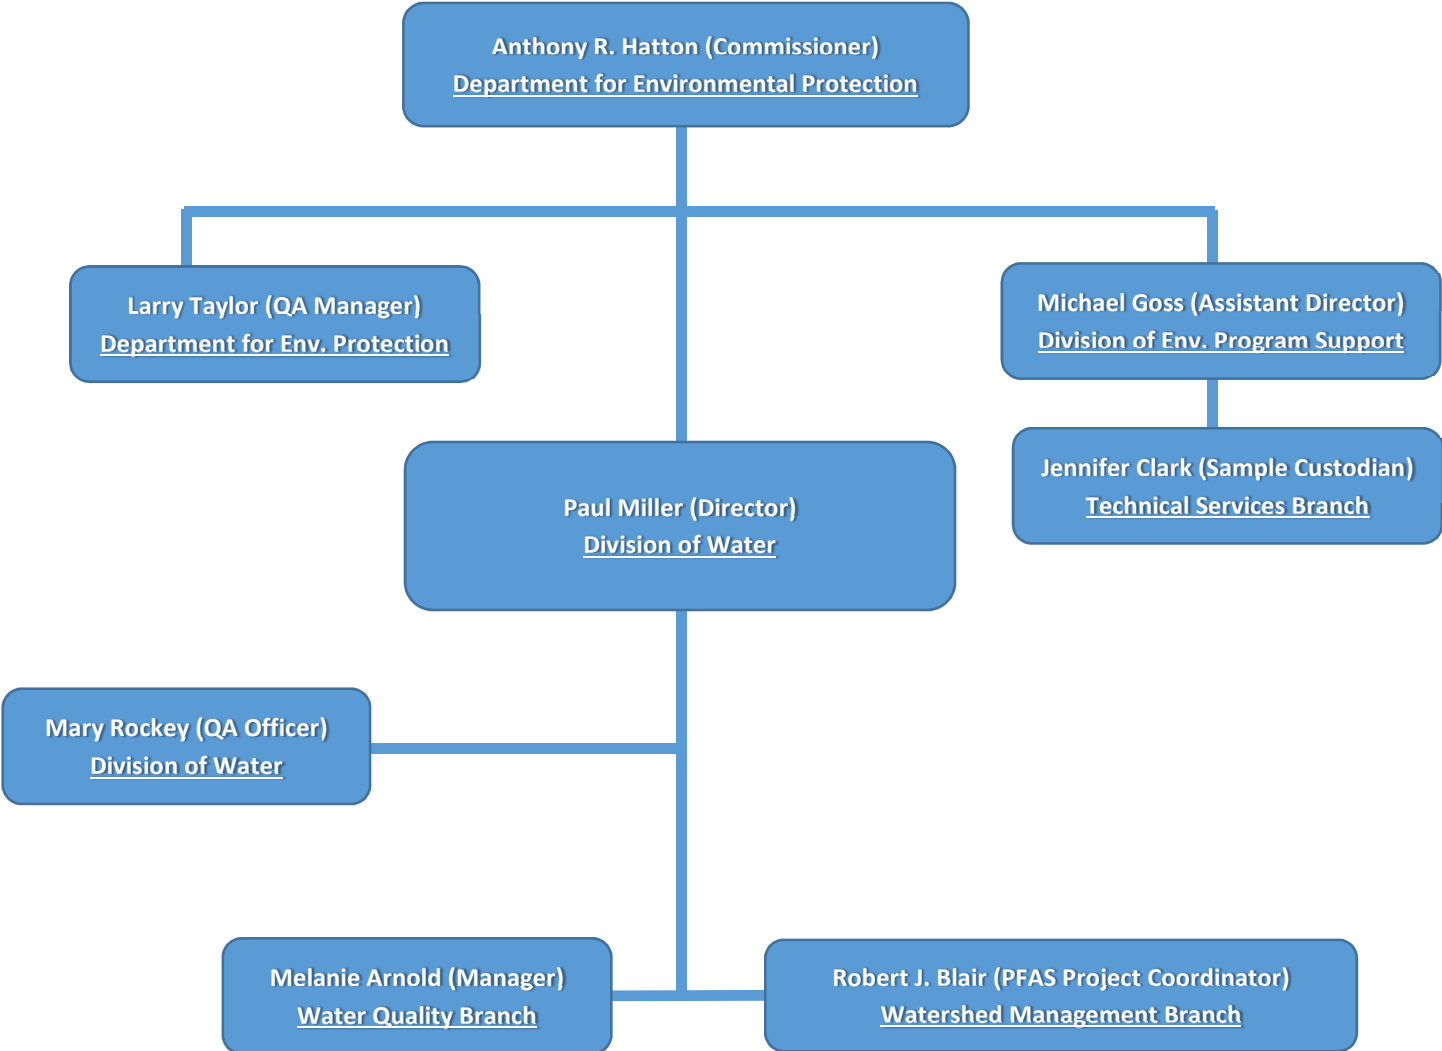 Anthony R. Hatton (Commissioner)
Department for Environmental Protection
Larry Taylor (QA Manager)
Department for Env. Protection
Michael Goss (Assistant Director)
Division of Env. Program Support
Jennifer Clark (Sample Custodian)
Technical Services Branch
Paul Miller (Director)
Division of Water
Mary Rockey (QA Officer)
Division of Water
Melanie Arnold (Manager)
Water Quality Branch
Robert J. Blair (PFAS Project Coordinator)
Watershed Management Branch